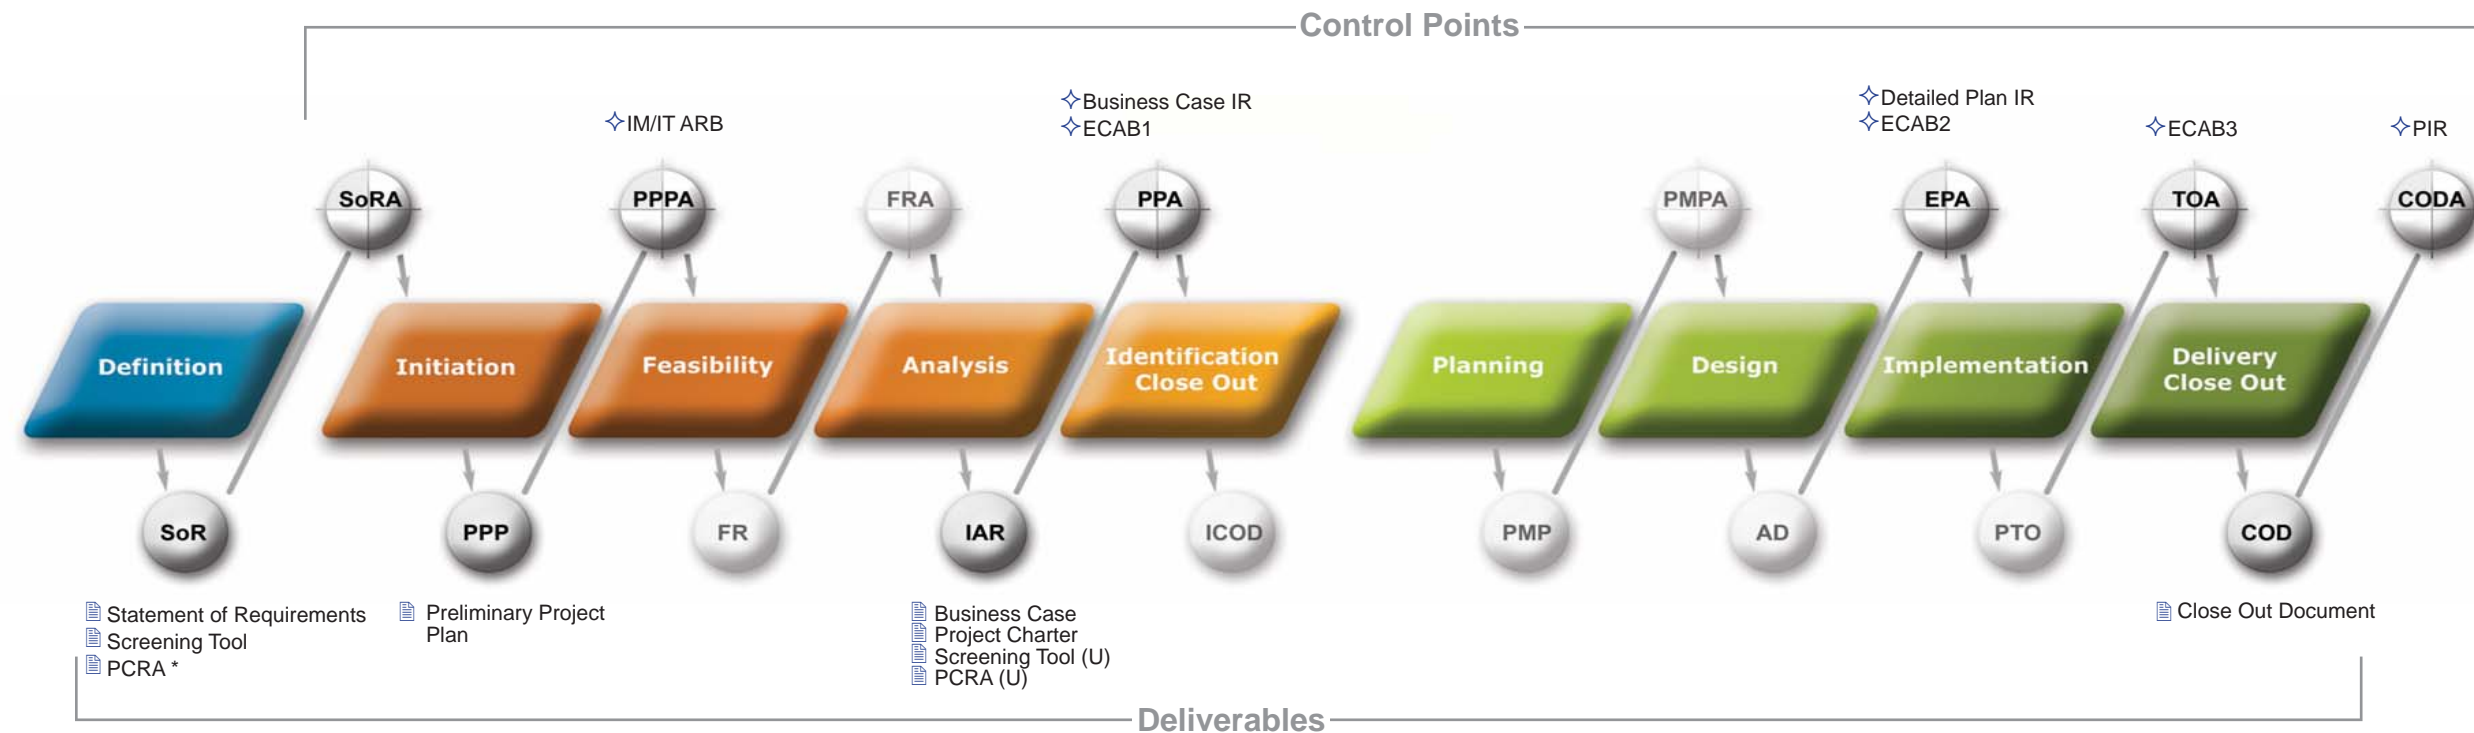 Control Points
Business Case IR
ECAB1
IM/IT ARB
Detailed Plan IR
ECAB2
ECAB3
PIR
SoRA
PPPA
FRA
PPA
PMPA
EPA
TOA
CODA
Definition
Initiation
Feasibility
Analysis
Identification
Close Out
Planning
Design
Implementation
Delivery
Close Out
SoR
PPP
FR
IAR
ICOD
PMP
AD
PTO
COD
Statement of Requirements
Screening Tool
PCRA *
Preliminary Project
Plan
Business Case
Project Charter
Screening Tool (U)
PCRA (U)
Close Out Document
Deliverables